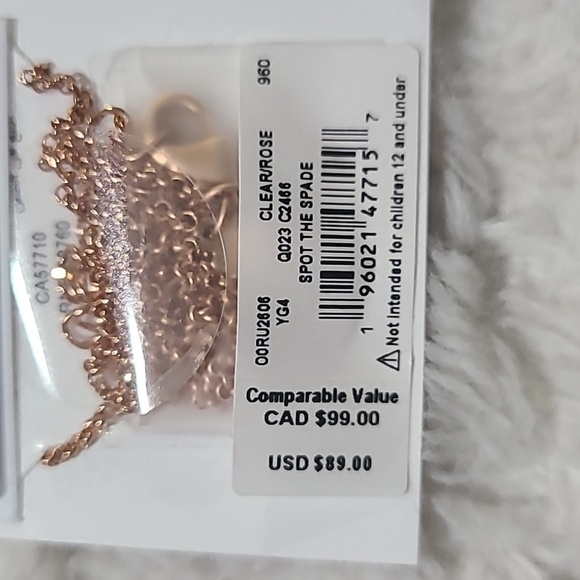 960
CLEAR/ROSE
O0RU2606
Q023 C2466
YG4
SPOT THE SPADE
1 96021 47715 7
Not intended for children 12 and under
Comparable Value
CAD $99.00
USD $89.00
CA57710